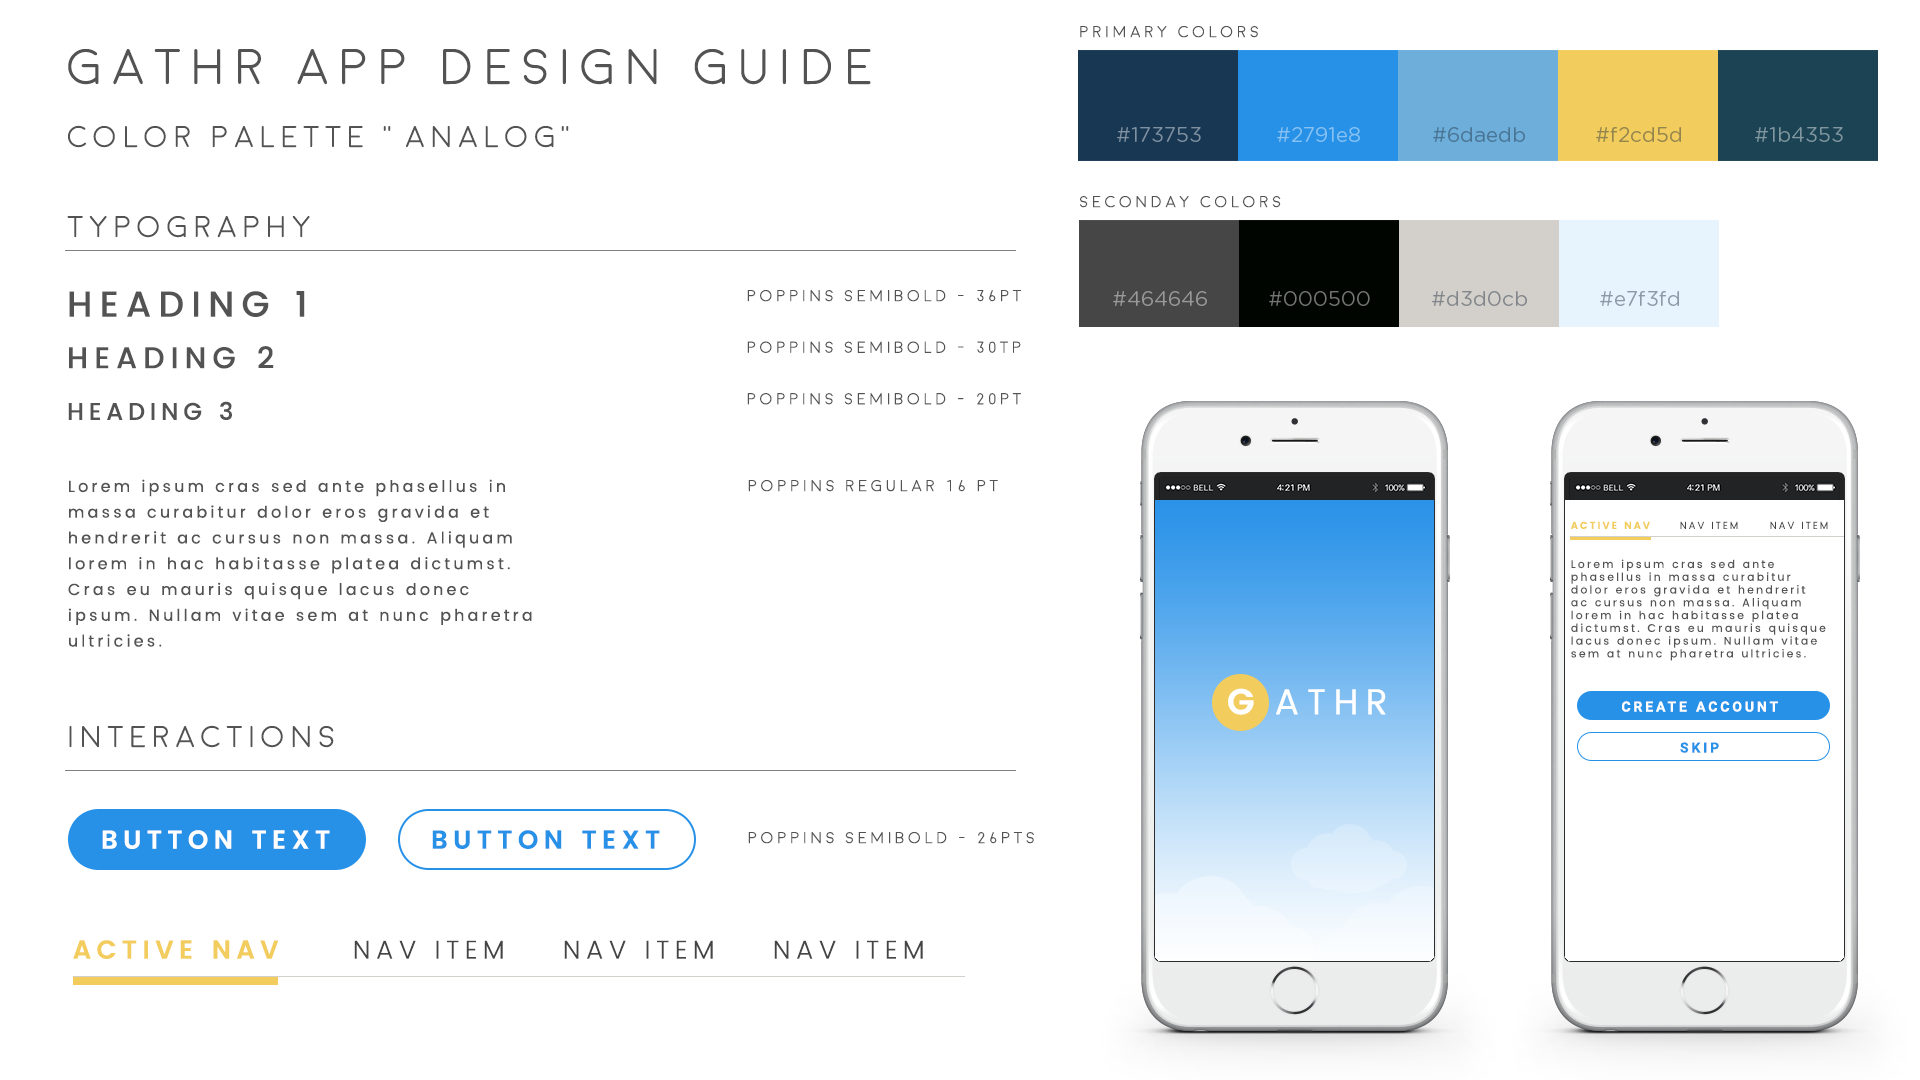 GATHR APP DESIGN GUIDE
COLOR PALETTE "ANALOG"
TYPOGRAPHY
HEADING 1
POPPINS SEMIBOLD - 36PT
HEADING 2
POPPINS SEMIBOLD - 30TP
HEADING 3
POPPINS SEMIBOLD - 20PT
Lorem ipsum cras sed ante phasellus in
massa curabitur dolor eros gravida et
hendrerit ac cursus non massa. Aliquam
lorem in hac habitasse platea dictumst.
Cras eu mauris quisque lacus donec
ipsum. Nullam vitae sem at nunc pharetra
ultricies.
POPPINS REGULAR 16 PT
INTERACTIONS
BUTTON TEXT
BUTTON TEXT
POPPINS SEMIBOLD - 26PTS
ACTIVE NAV NAV ITEM NAV ITEM NAV ITEM
PRIMARY COLORS
#173753 #2791e8 #6daedb #f2cd5d #1b4353
SECONDAY COLORS
#464646 #000500 #d3d0cb #e7f3fd
BELL 4:21 PM 100%
GATHR
BELL 4:21 PM 100%
ACTIVE NAV NAV ITEM NAV ITEM
Lorem ipsum cras sed ante
phasellus in massa curabitur
dolor eros gravida et hendrerit
ac cursus non massa. Aliquam
lorem in hac habitasse platea
dictumst. Cras eu mauris quisque
lacus donec ipsum. Nullam vitae
sem at nunc pharetra ultricies.
CREATE ACCOUNT
SKIP